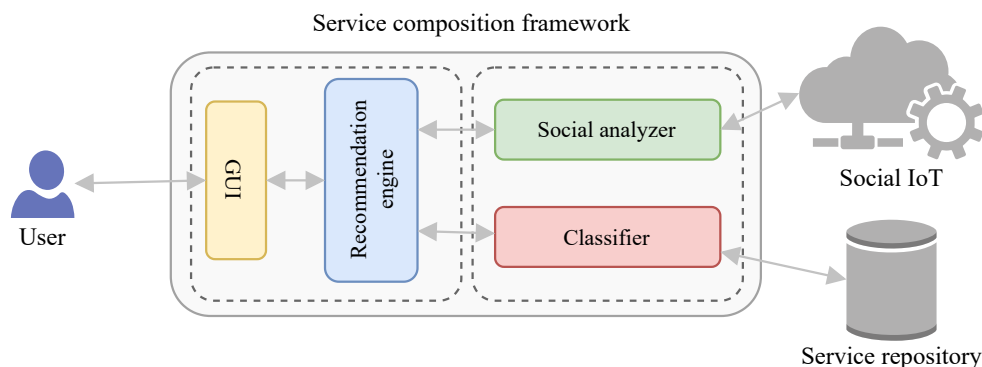 Service composition framework
User
GUI
Recommendation
engine
Social analyzer
Classifier
Social IoT
Service repository